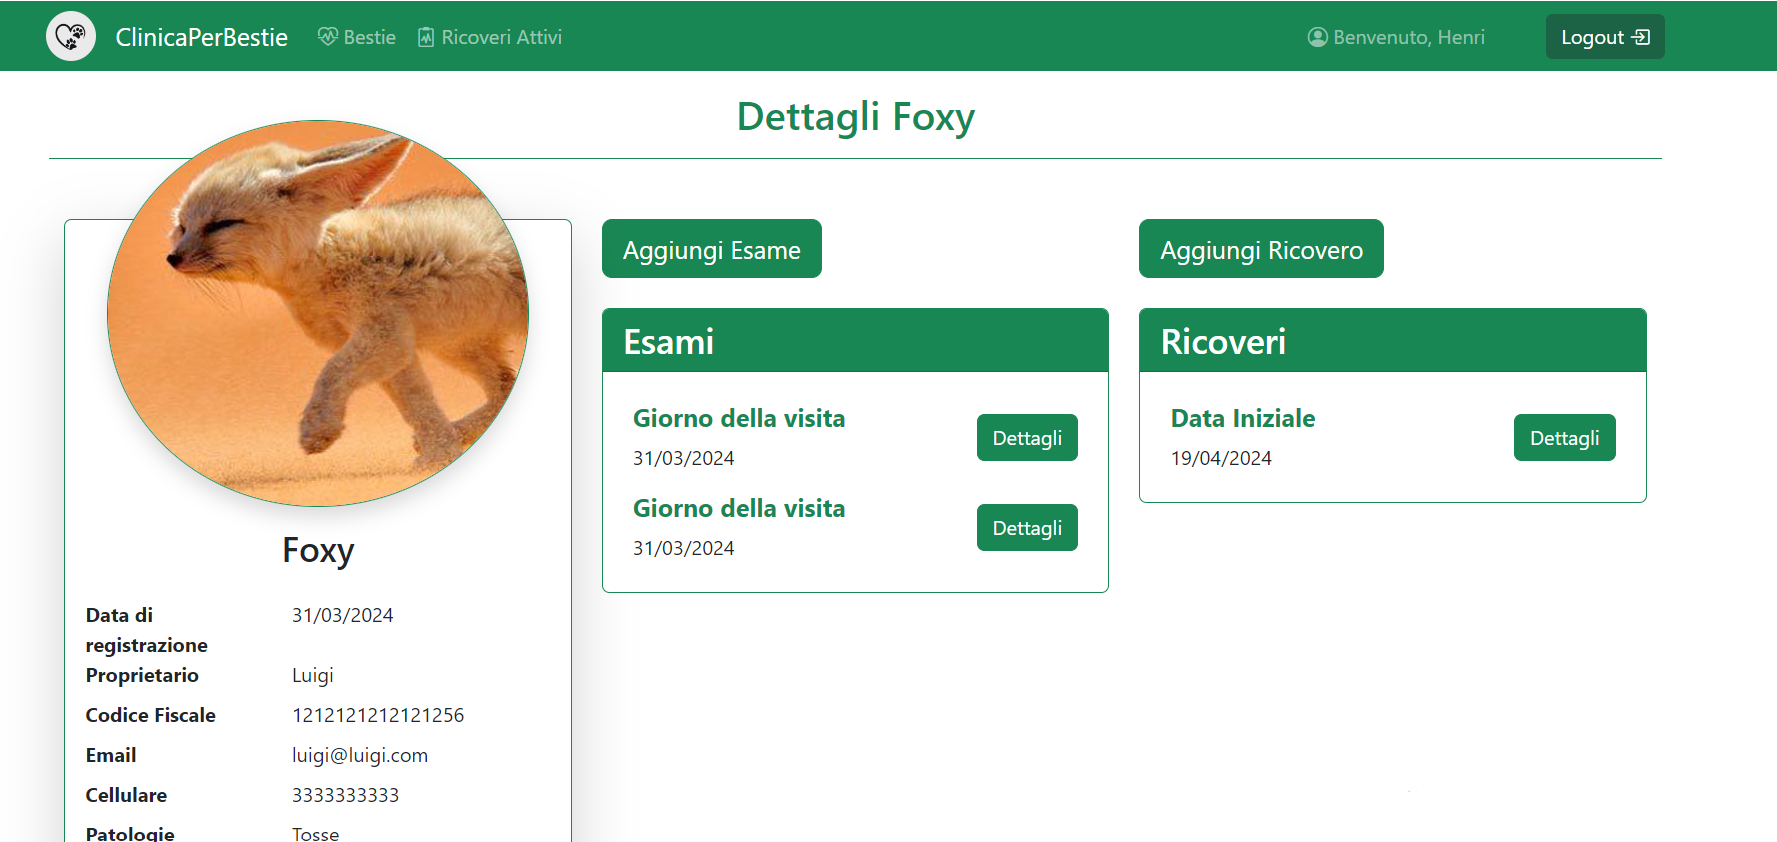 ClinicaPerBestie Bestie Ricoveri Attivi Benvenuto, Henri Logout
Dettagli Foxy
Foxy
Data di registrazione 31/03/2024
Proprietario Luigi
Codice Fiscale 1212121212121256
Email luigi@luigi.com
Cellulare 3333333333
Patologie Tosse
Aggiungi Esame
Esami
Giorno della visita
31/03/2024
Dettagli
Giorno della visita
31/03/2024
Dettagli
Aggiungi Ricovero
Ricoveri
Data Iniziale
19/04/2024
Dettagli